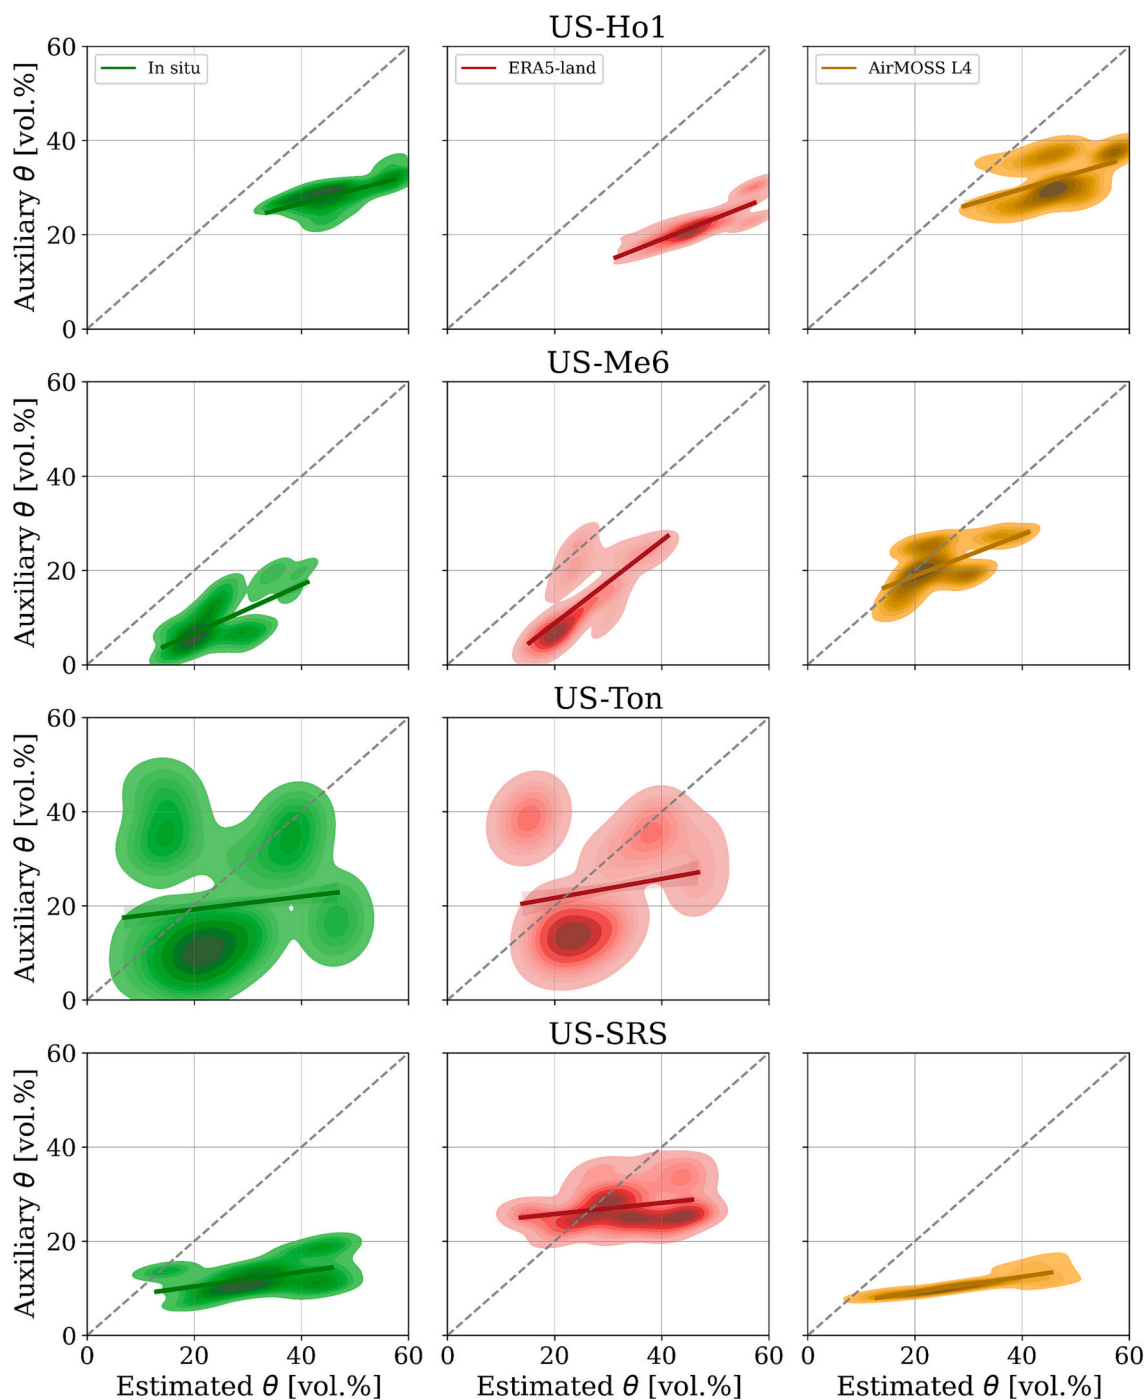 US-Ho1
In situ
ERA5-land
AirMOSS L4
Auxiliary θ [vol.%]
60
40
20
0
US-Me6
Auxiliary θ [vol.%]
60
40
20
0
US-Ton
Auxiliary θ [vol.%]
60
40
20
0
US-SRS
Auxiliary θ [vol.%]
60
40
20
0
0 20 40 60
0 20 40 60
0 20 40 60
Estimated θ [vol.%]
Estimated θ [vol.%]
Estimated θ [vol.%]